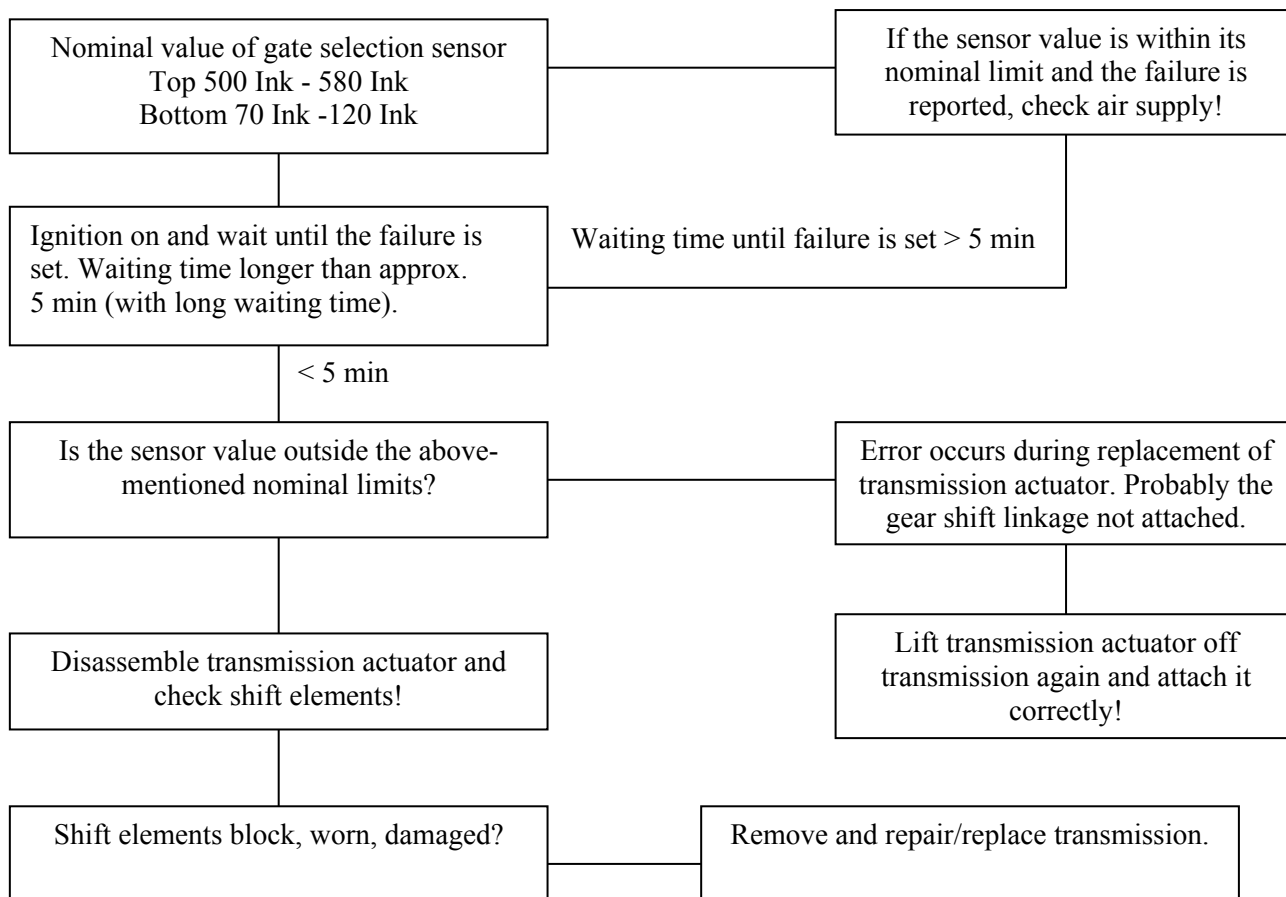 Nominal value of gate selection sensor
Top 500 Ink - 580 Ink
Bottom 70 Ink -120 Ink
If the sensor value is within its
nominal limit and the failure is
reported, check air supply!
Ignition on and wait until the failure is
set. Waiting time longer than approx.
5 min (with long waiting time).
Waiting time until failure is set > 5 min
< 5 min
Is the sensor value outside the above-
mentioned nominal limits?
Error occurs during replacement of
transmission actuator. Probably the
gear shift linkage not attached.
Disassemble transmission actuator and
check shift elements!
Lift transmission actuator off
transmission again and attach it
correctly!
Shift elements block, worn, damaged?
Remove and repair/replace transmission.